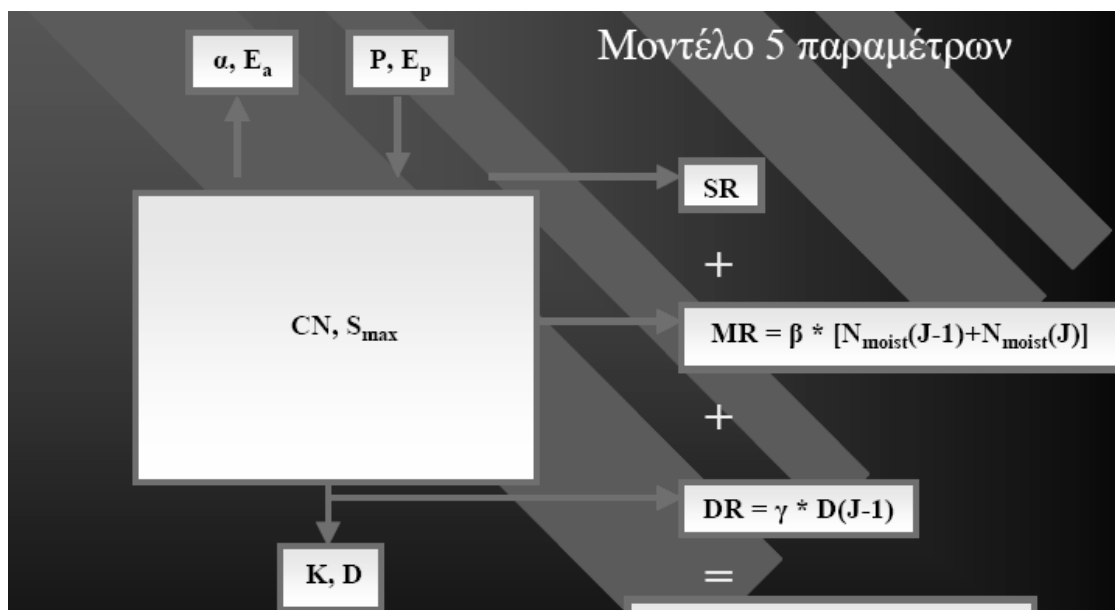 Μοντέλο 5 παραμέτρων
α, Eₐ
P, Eₚ
SR
+
CN, Sₘₐₓ
MR = β * [Nₘₒᵢₛₜ(J-1)+Nₘₒᵢₛₜ(J)]
+
DR = γ * D(J-1)
K, D
=